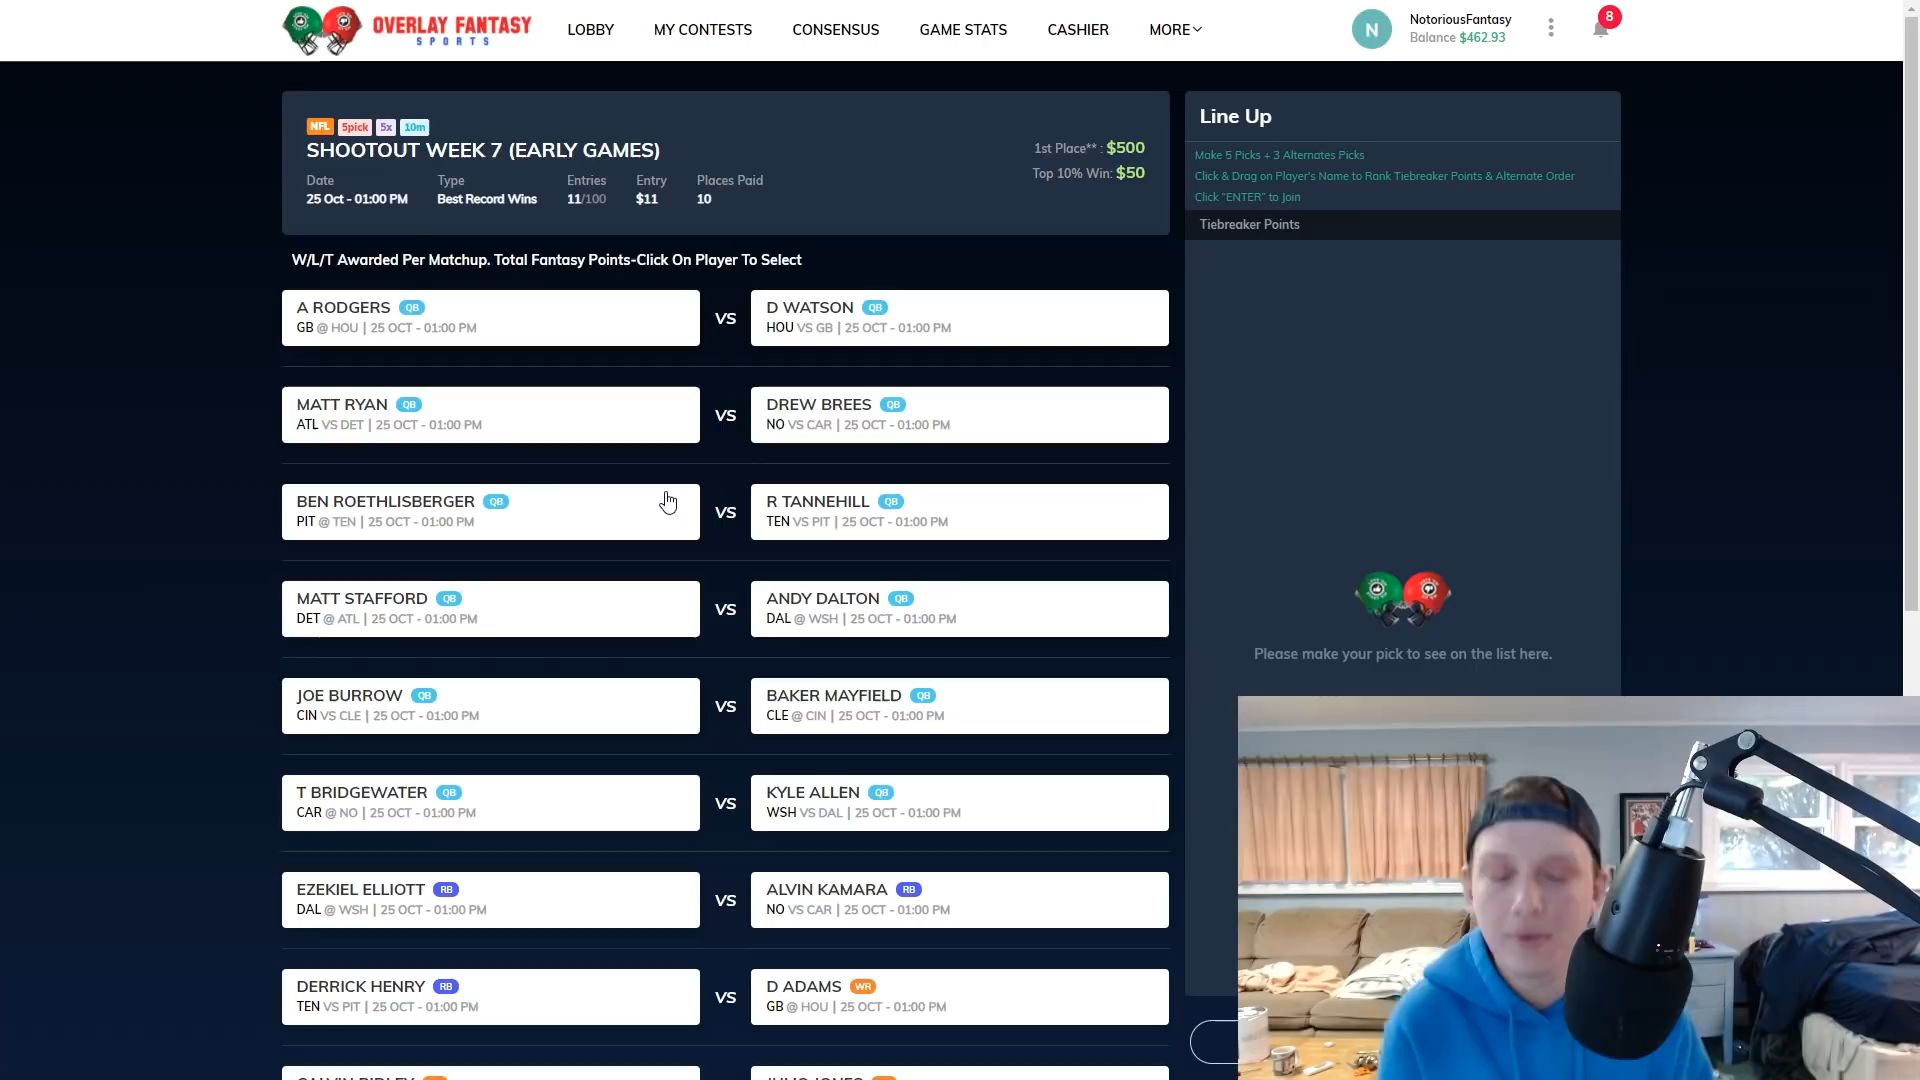 OVERLAY FANTASY
SPORTS
LOBBY
MY CONTESTS
CONSENSUS
GAME STATS
CASHIER
MORE
N
NotoriousFantasy
Balance $462.93
8
NFL 5pick 5x 10m
SHOOTOUT WEEK 7 (EARLY GAMES)
1st Place** : $500
Top 10% Win: $50
Date Type Entries Entry Places Paid
25 Oct - 01:00 PM Best Record Wins 11/100 $11 10
W/L/T Awarded Per Matchup. Total Fantasy Points-Click On Player To Select
A RODGERS QB
GB @ HOU | 25 OCT - 01:00 PM
VS
D WATSON QB
HOU VS GB | 25 OCT - 01:00 PM
MATT RYAN QB
ATL VS DET | 25 OCT - 01:00 PM
VS
DREW BREES QB
NO VS CAR | 25 OCT - 01:00 PM
BEN ROETHLISBERGER QB
PIT @ TEN | 25 OCT - 01:00 PM
VS
R TANNEHILL QB
TEN VS PIT | 25 OCT - 01:00 PM
MATT STAFFORD QB
DET @ ATL | 25 OCT - 01:00 PM
VS
ANDY DALTON QB
DAL @ WSH | 25 OCT - 01:00 PM
JOE BURROW QB
CIN VS CLE | 25 OCT - 01:00 PM
VS
BAKER MAYFIELD QB
CLE @ CIN | 25 OCT - 01:00 PM
T BRIDGEWATER QB
CAR @ NO | 25 OCT - 01:00 PM
VS
KYLE ALLEN QB
WSH VS DAL | 25 OCT - 01:00 PM
EZEKIEL ELLIOTT RB
DAL @ WSH | 25 OCT - 01:00 PM
VS
ALVIN KAMARA RB
NO VS CAR | 25 OCT - 01:00 PM
DERRICK HENRY RB
TEN VS PIT | 25 OCT - 01:00 PM
VS
D ADAMS WR
GB @ HOU | 25 OCT - 01:00 PM
CALVIN RIDLEY
JULIO JONES
Line Up
Make 5 Picks + 3 Alternates Picks
Click & Drag on Player's Name to Rank Tiebreaker Points & Alternate Order
Click "ENTER" to Join
Tiebreaker Points
Please make your pick to see on the list here.